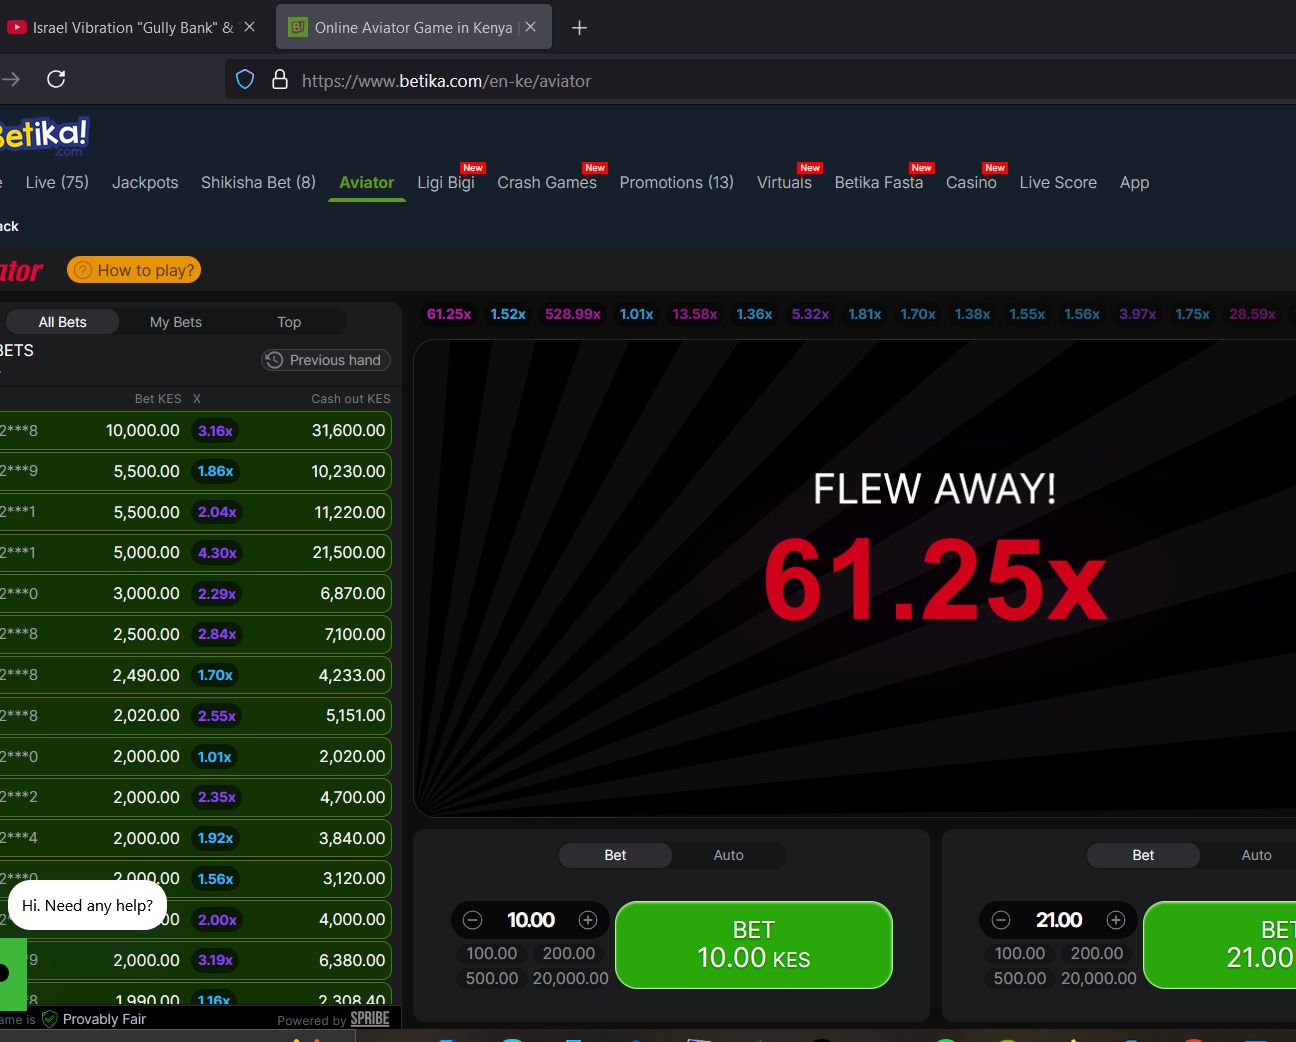 Israel Vibration "Gully Bank" &
Online Aviator Game in Kenya |
https://www.betika.com/en-ke/aviator
Betika!
.com
e Live (75) Jackpots Shikisha Bet (8) Aviator Ligi Bigi New Crash Games New Promotions (13) Virtuals New Betika Fasta New Casino New Live Score App
ack
ator ? How to play?
All Bets My Bets Top
61.25x 1.52x 528.99x 1.01x 13.58x 1.36x 5.32x 1.81x 1.70x 1.38x 1.55x 1.56x 3.97x 1.75x 28.59x
BETS
Previous hand
Bet KES X Cash out KES
2***8 10,000.00 3.16x 31,600.00
2***9 5,500.00 1.86x 10,230.00
2***1 5,500.00 2.04x 11,220.00
2***1 5,000.00 4.30x 21,500.00
2***0 3,000.00 2.29x 6,870.00
2***8 2,500.00 2.84x 7,100.00
2***8 2,490.00 1.70x 4,233.00
2***8 2,020.00 2.55x 5,151.00
2***0 2,000.00 1.01x 2,020.00
2***2 2,000.00 2.35x 4,700.00
2***4 2,000.00 1.92x 3,840.00
2***0 2,000.00 1.56x 3,120.00
Hi. Need any help?
2* 00 2.00x 4,000.00
9 2,000.00 3.19x 6,380.00
8 1,990.00 1.16x 2,308.40
ame is Provably Fair Powered by SPRIBE
FLEW AWAY!
61.25x
Bet Auto
10.00
100.00 200.00
500.00 20,000.00
BET
10.00 KES
Bet Auto
21.00
100.00 200.00
500.00 20,000.00
BET
21.00